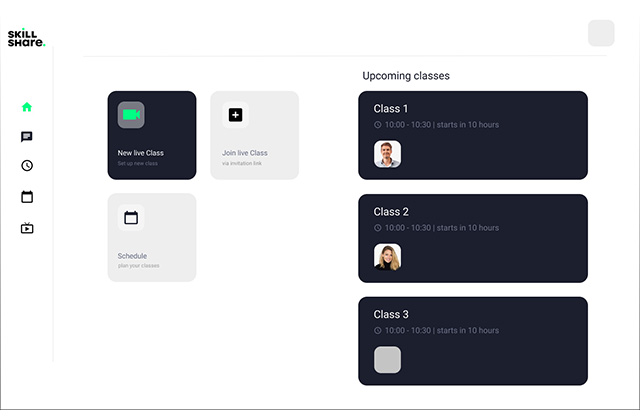 SKiLL
SHare.
Upcoming classes
New live Class
Set up new class
Join live Class
via invitation link
Schedule
plan your classes
Class 1
10:00 - 10:30 | starts in 10 hours
Class 2
10:00 - 10:30 | starts in 10 hours
Class 3
10:00 - 10:30 | starts in 10 hours